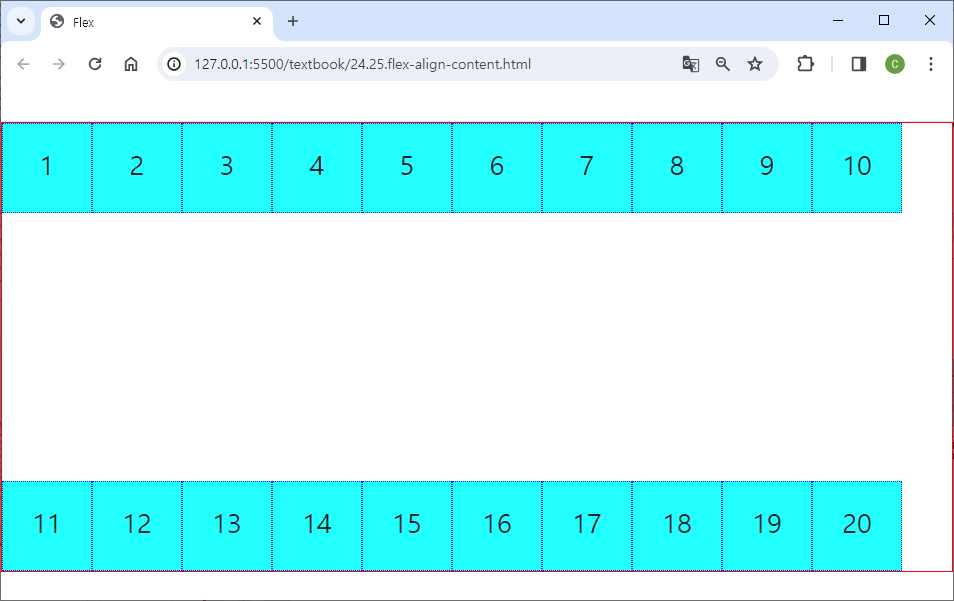 Flex
127.0.0.1:5500/textbook/24.25.flex-align-content.html
C
1 2 3 4 5 6 7 8 9 10
11 12 13 14 15 16 17 18 19 20